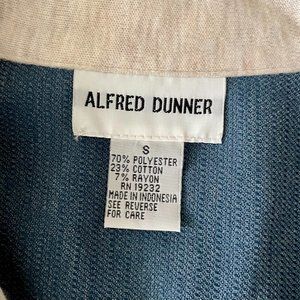 ALFRED DUNNER
S
70% POLYESTER
23% COTTON
7% RAYON
RN 19232
MADE IN INDONESIA
SEE REVERSE
FOR CARE